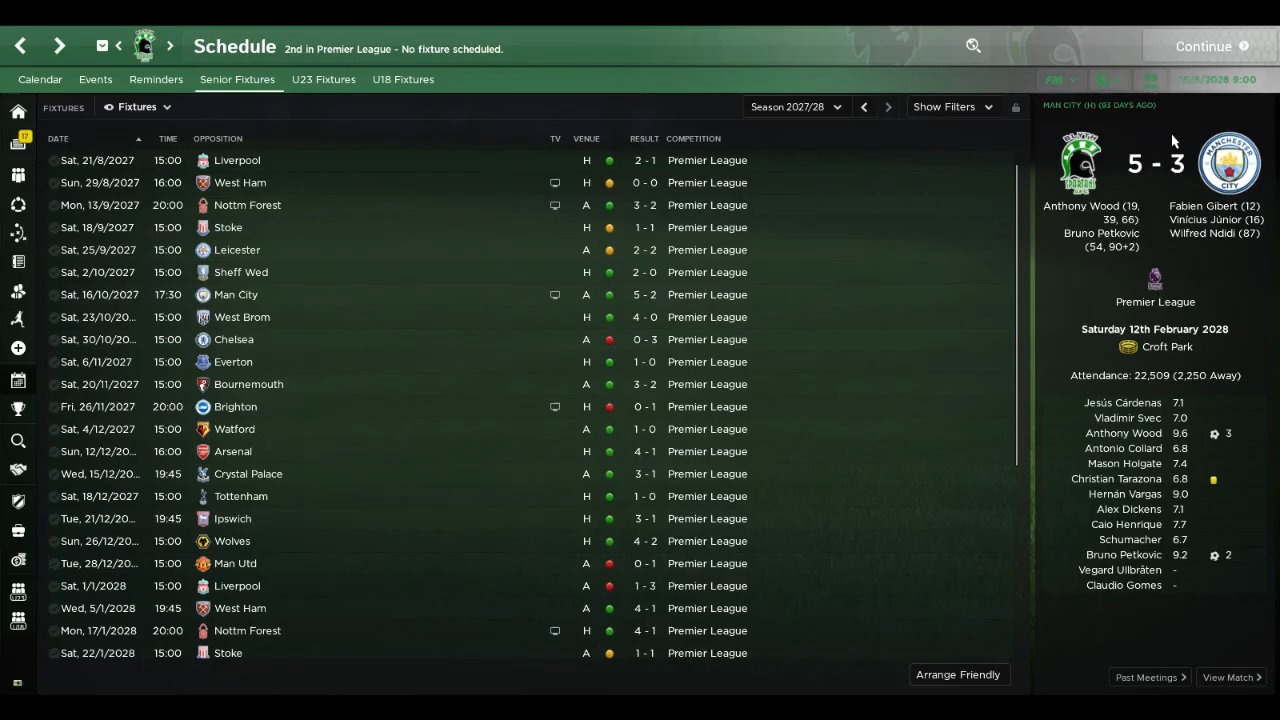 Schedule 2nd in Premier League - No fixture scheduled.
Continue
Calendar Events Reminders Senior Fixtures U23 Fixtures U18 Fixtures
FM 15/5/2028 9:00
FIXTURES Fixtures Season 2027/28 Show Filters
DATE TIME OPPOSITION TV VENUE RESULT COMPETITION
Sat, 21/8/2027 15:00 Liverpool H 2 - 1 Premier League
Sun, 29/8/2027 16:00 West Ham H 0 - 0 Premier League
Mon, 13/9/2027 20:00 Nottm Forest A 3 - 2 Premier League
Sat, 18/9/2027 15:00 Stoke H 1 - 1 Premier League
Sat, 25/9/2027 15:00 Leicester A 2 - 2 Premier League
Sat, 2/10/2027 15:00 Sheff Wed H 2 - 0 Premier League
Sat, 16/10/2027 17:30 Man City A 5 - 2 Premier League
Sat, 23/10/20... 15:00 West Brom H 4 - 0 Premier League
Sat, 30/10/20... 15:00 Chelsea A 0 - 3 Premier League
Sat, 6/11/2027 15:00 Everton H 1 - 0 Premier League
Sat, 20/11/2027 15:00 Bournemouth A 3 - 2 Premier League
Fri, 26/11/2027 20:00 Brighton H 0 - 1 Premier League
Sat, 4/12/2027 15:00 Watford A 1 - 0 Premier League
Sun, 12/12/20... 16:00 Arsenal H 4 - 1 Premier League
Wed, 15/12/20... 19:45 Crystal Palace A 3 - 1 Premier League
Sat, 18/12/2027 15:00 Tottenham H 1 - 0 Premier League
Tue, 21/12/20... 19:45 Ipswich H 3 - 1 Premier League
Sun, 26/12/20... 15:00 Wolves H 4 - 2 Premier League
Tue, 28/12/20... 15:00 Man Utd A 0 - 1 Premier League
Sat, 1/1/2028 15:00 Liverpool A 1 - 3 Premier League
Wed, 5/1/2028 19:45 West Ham A 4 - 1 Premier League
Mon, 17/1/2028 20:00 Nottm Forest H 4 - 1 Premier League
Sat, 22/1/2028 15:00 Stoke A 1 - 1 Premier League
Arrange Friendly
17
MAN CITY (H) (93 DAYS AGO)
5 - 3
Anthony Wood (19,
39, 66)
Bruno Petkovic
(54, 90+2)
Fabien Gibert (12)
Vinícius Júnior (16)
Wilfred Ndidi (87)
Premier League
Saturday 12th February 2028
Croft Park
Attendance: 22,509 (2,250 Away)
Jesús Cárdenas 7.1
Vladimir Svec 7.0
Anthony Wood 9.6 3
Antonio Collard 6.8
Mason Holgate 7.4
Christian Tarazona 6.8
Hernán Vargas 9.0
Alex Dickens 7.1
Caio Henrique 7.7
Schumacher 6.7
Bruno Petkovic 9.2 2
Vegard Ullbråten -
Claudio Gomes -
Past Meetings View Match